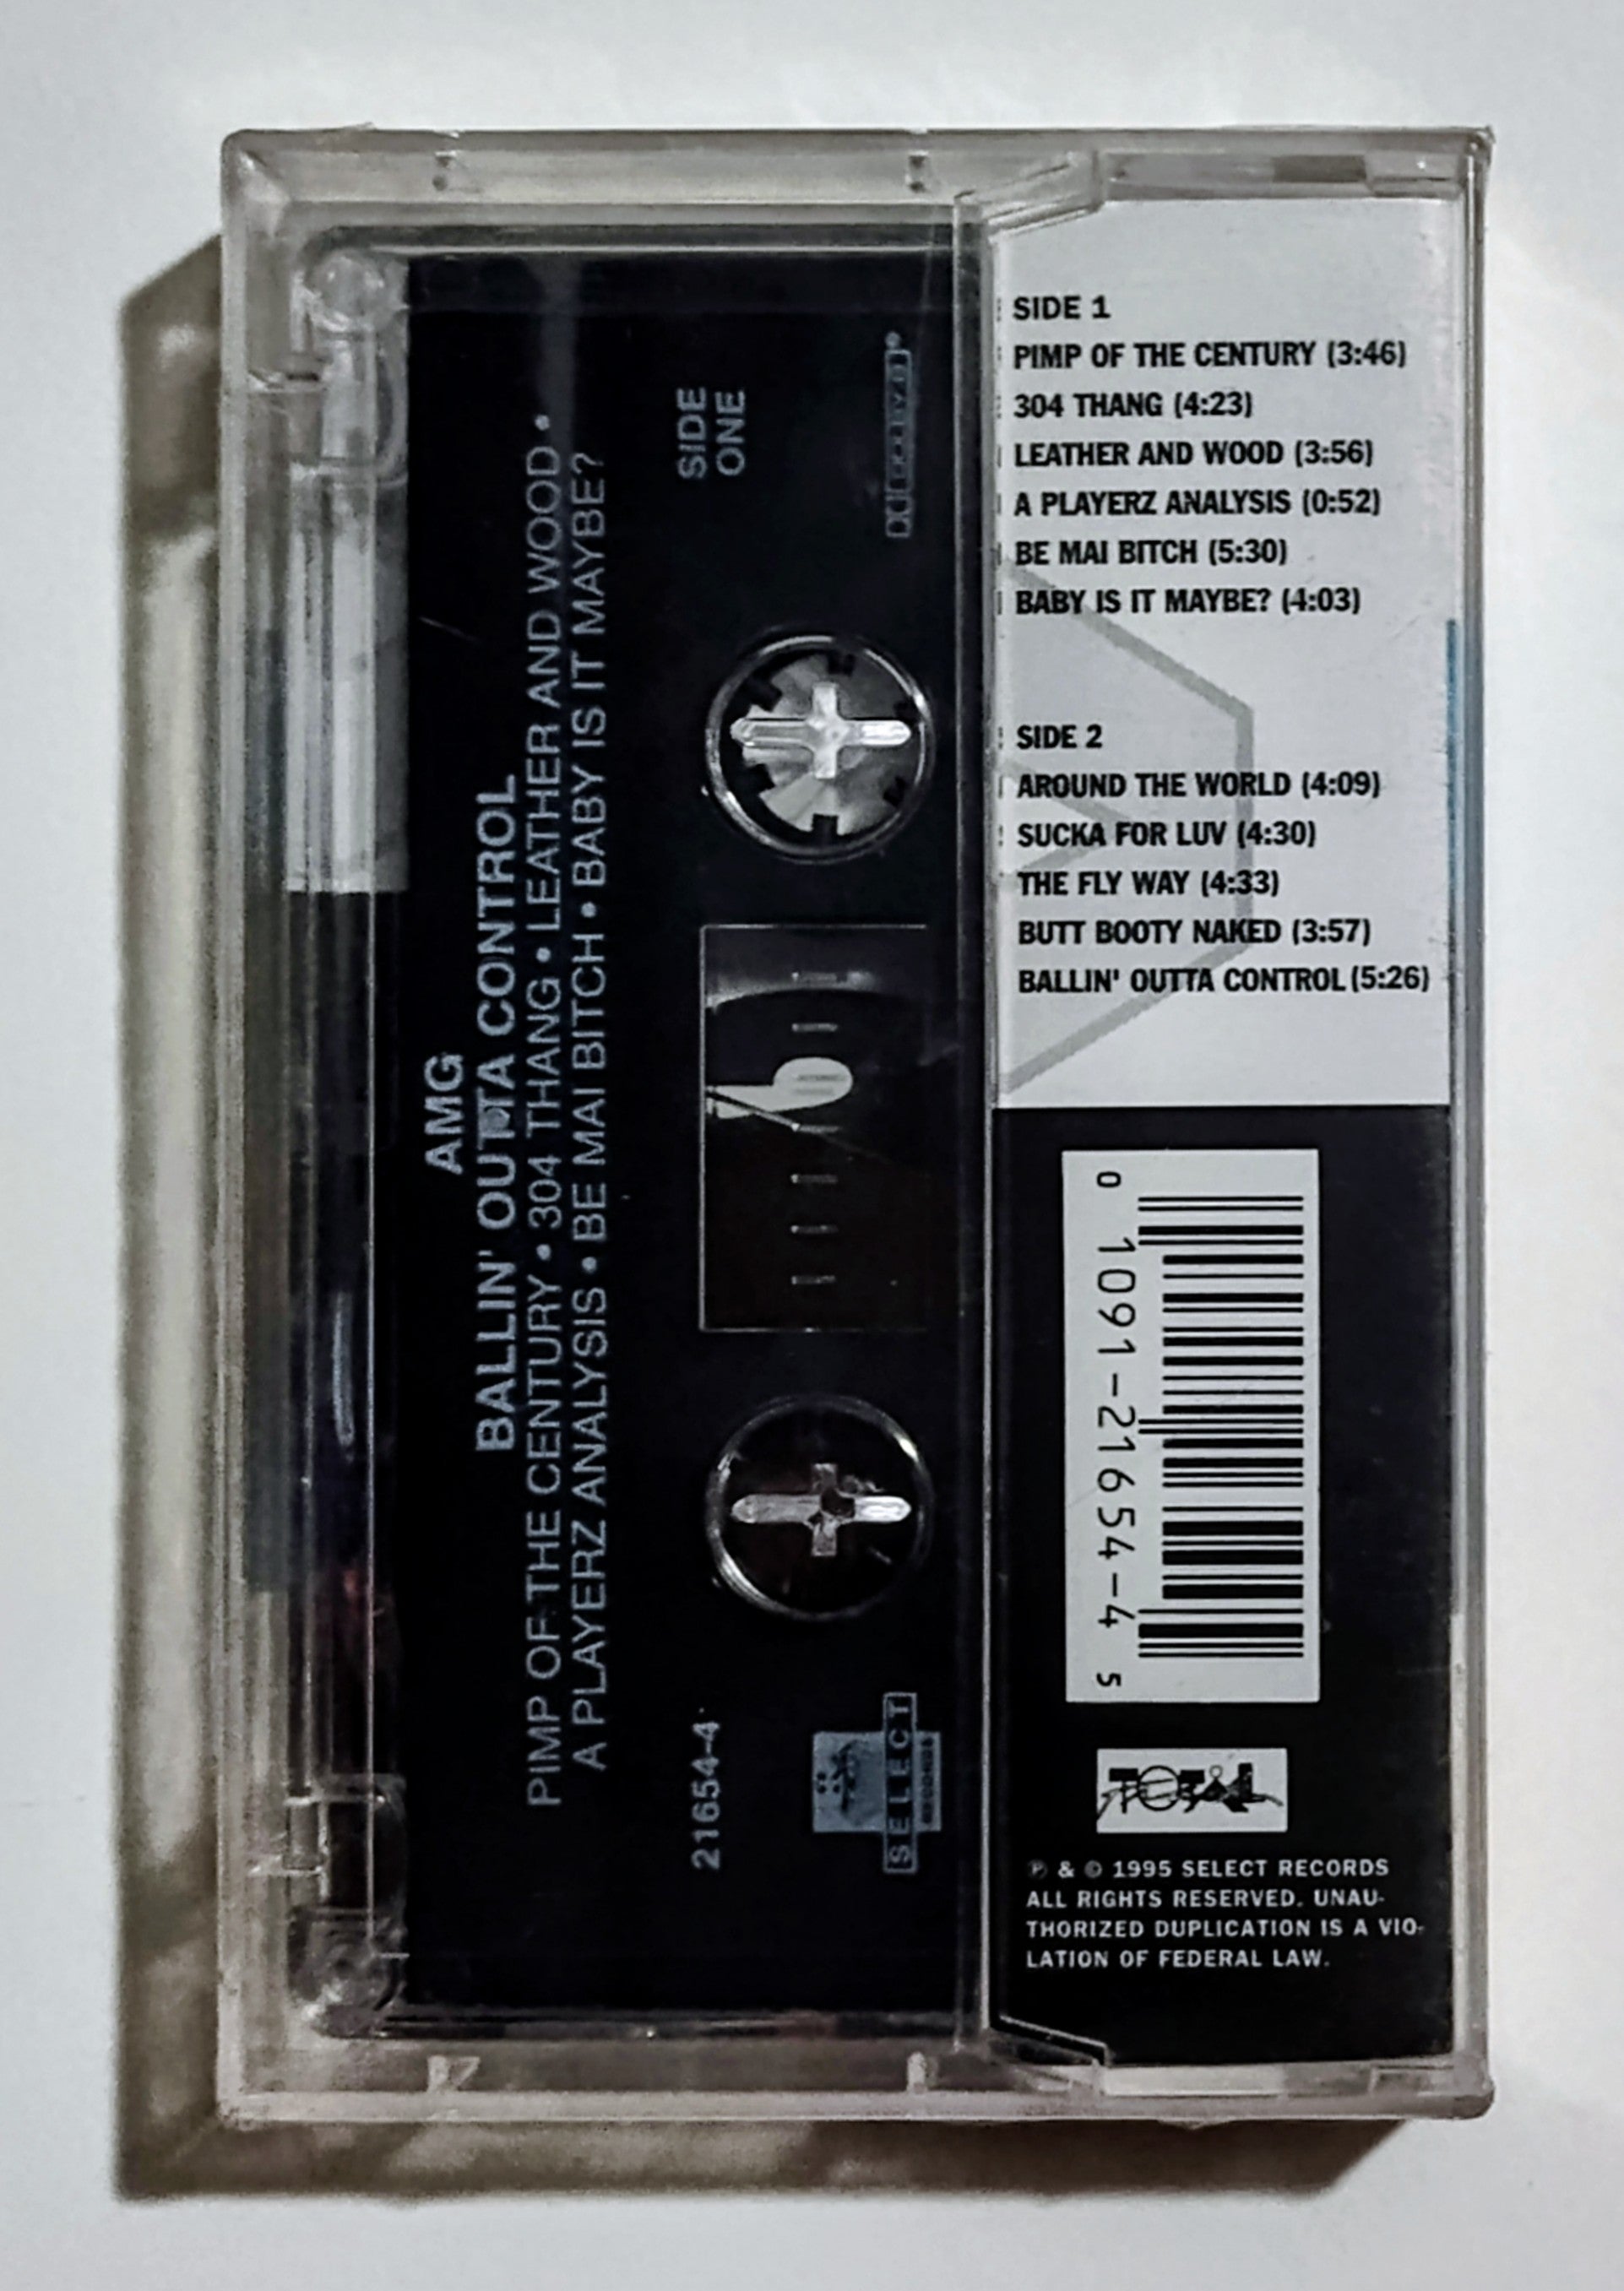 AMG
BALLIN' OUTTA CONTROL
PIMP OF THE CENTURY • 304 THANG • LEATHER AND WOOD •
A PLAYERZ ANALYSIS • BE MAI BITCH • BABY IS IT MAYBE?
SIDE
ONE
21654-4
SELECT
RECORDS
SIDE 1
PIMP OF THE CENTURY (3:46)
304 THANG (4:23)
LEATHER AND WOOD (3:56)
A PLAYERZ ANALYSIS (0:52)
BE MAI BITCH (5:30)
BABY IS IT MAYBE? (4:03)
SIDE 2
AROUND THE WORLD (4:09)
SUCKA FOR LUV (4:30)
THE FLY WAY (4:33)
BUTT BOOTY NAKED (3:57)
BALLIN' OUTTA CONTROL (5:26)
0 1091-21654-4 5
TOTAL
℗ & © 1995 SELECT RECORDS
ALL RIGHTS RESERVED. UNAU-
THORIZED DUPLICATION IS A VIO-
LATION OF FEDERAL LAW.